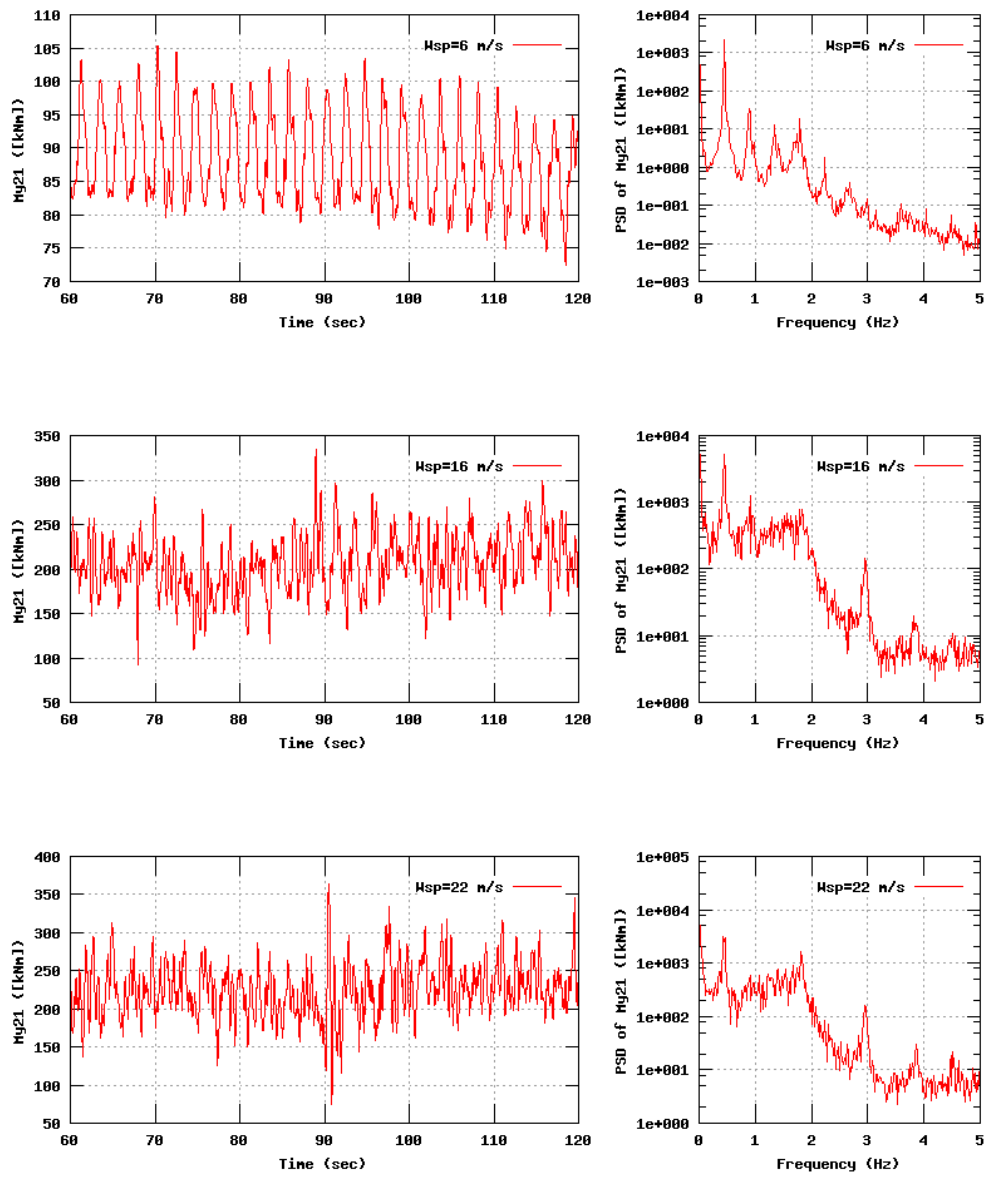 110
105
100
95
90
85
80
75
70
My21 ([kNm])
Wsp=6 m/s
60 70 80 90 100 110 120
Time (sec)
1e+004
1e+003
1e+002
1e+001
1e+000
1e-001
1e-002
1e-003
PSD of My21 ([kNm])
Wsp=6 m/s
0 1 2 3 4 5
Frequency (Hz)
350
300
250
200
150
100
50
My21 ([kNm])
Wsp=16 m/s
60 70 80 90 100 110 120
Time (sec)
1e+004
1e+003
1e+002
1e+001
1e+000
PSD of My21 ([kNm])
Wsp=16 m/s
0 1 2 3 4 5
Frequency (Hz)
400
350
300
250
200
150
100
50
My21 ([kNm])
Wsp=22 m/s
60 70 80 90 100 110 120
Time (sec)
1e+005
1e+004
1e+003
1e+002
1e+001
1e+000
PSD of My21 ([kNm])
Wsp=22 m/s
0 1 2 3 4 5
Frequency (Hz)